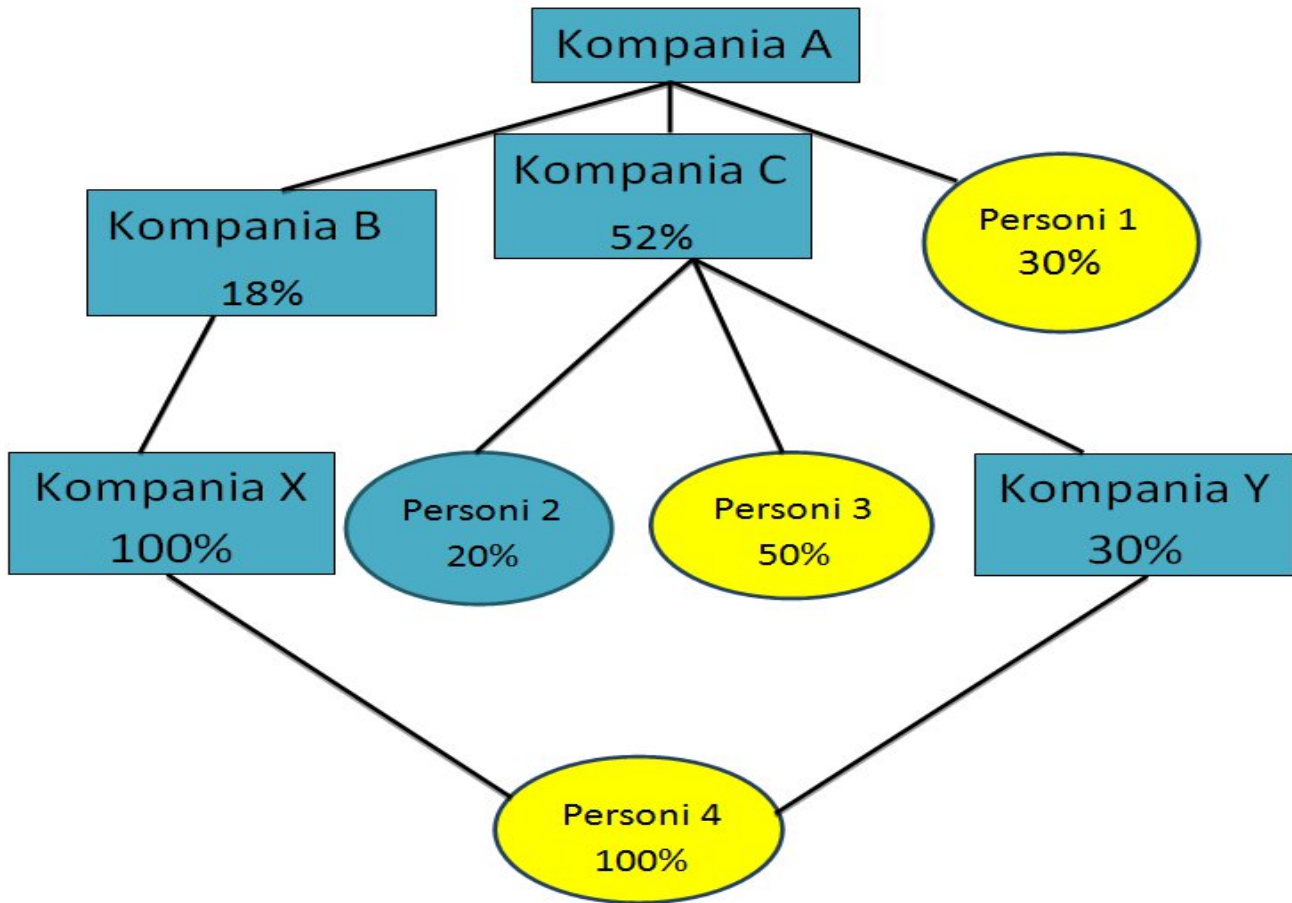 Kompania A
Kompania B
18%
Kompania C
52%
Personi 1
30%
Kompania X
100%
Personi 2
20%
Personi 3
50%
Kompania Y
30%
Personi 4
100%